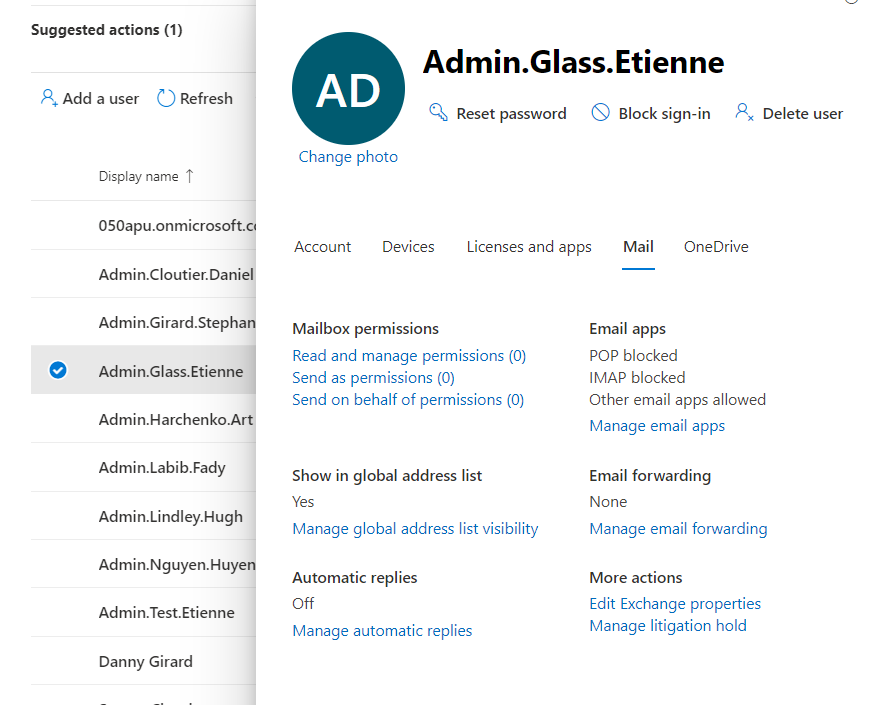 Suggested actions (1)
Add a user
Refresh
Display name ↑
050apu.onmicrosoft.c
Admin.Cloutier.Daniel
Admin.Girard.Stephan
Admin.Glass.Etienne
Admin.Harchenko.Art
Admin.Labib.Fady
Admin.Lindley.Hugh
Admin.Nguyen.Huyen
Admin.Test.Etienne
Danny Girard
AD
Change photo
Admin.Glass.Etienne
Reset password
Block sign-in
Delete user
Account
Devices
Licenses and apps
Mail
OneDrive
Mailbox permissions
Read and manage permissions (0)
Send as permissions (0)
Send on behalf of permissions (0)
Email apps
POP blocked
IMAP blocked
Other email apps allowed
Manage email apps
Show in global address list
Yes
Manage global address list visibility
Email forwarding
None
Manage email forwarding
Automatic replies
Off
Manage automatic replies
More actions
Edit Exchange properties
Manage litigation hold